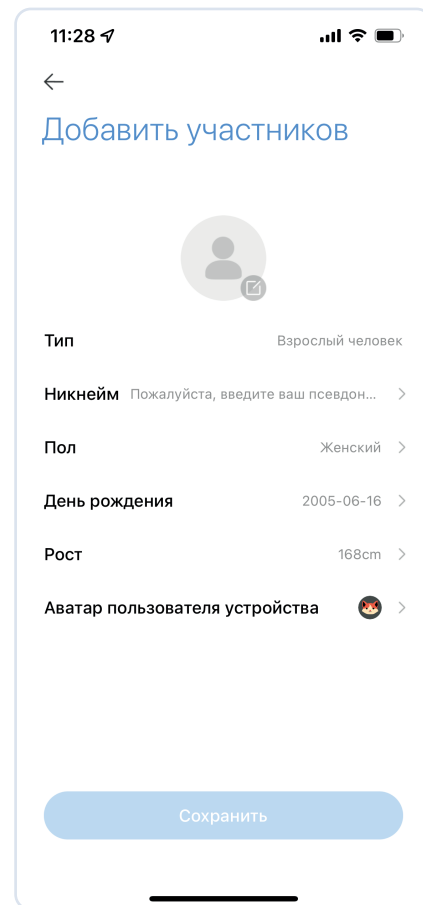 11:28
Добавить участников
Тип Взрослый человек
Никнейм Пожалуйста, введите ваш псевдон...
Пол Женский
День рождения 2005-06-16
Рост 168cm
Аватар пользователя устройства
Сохранить